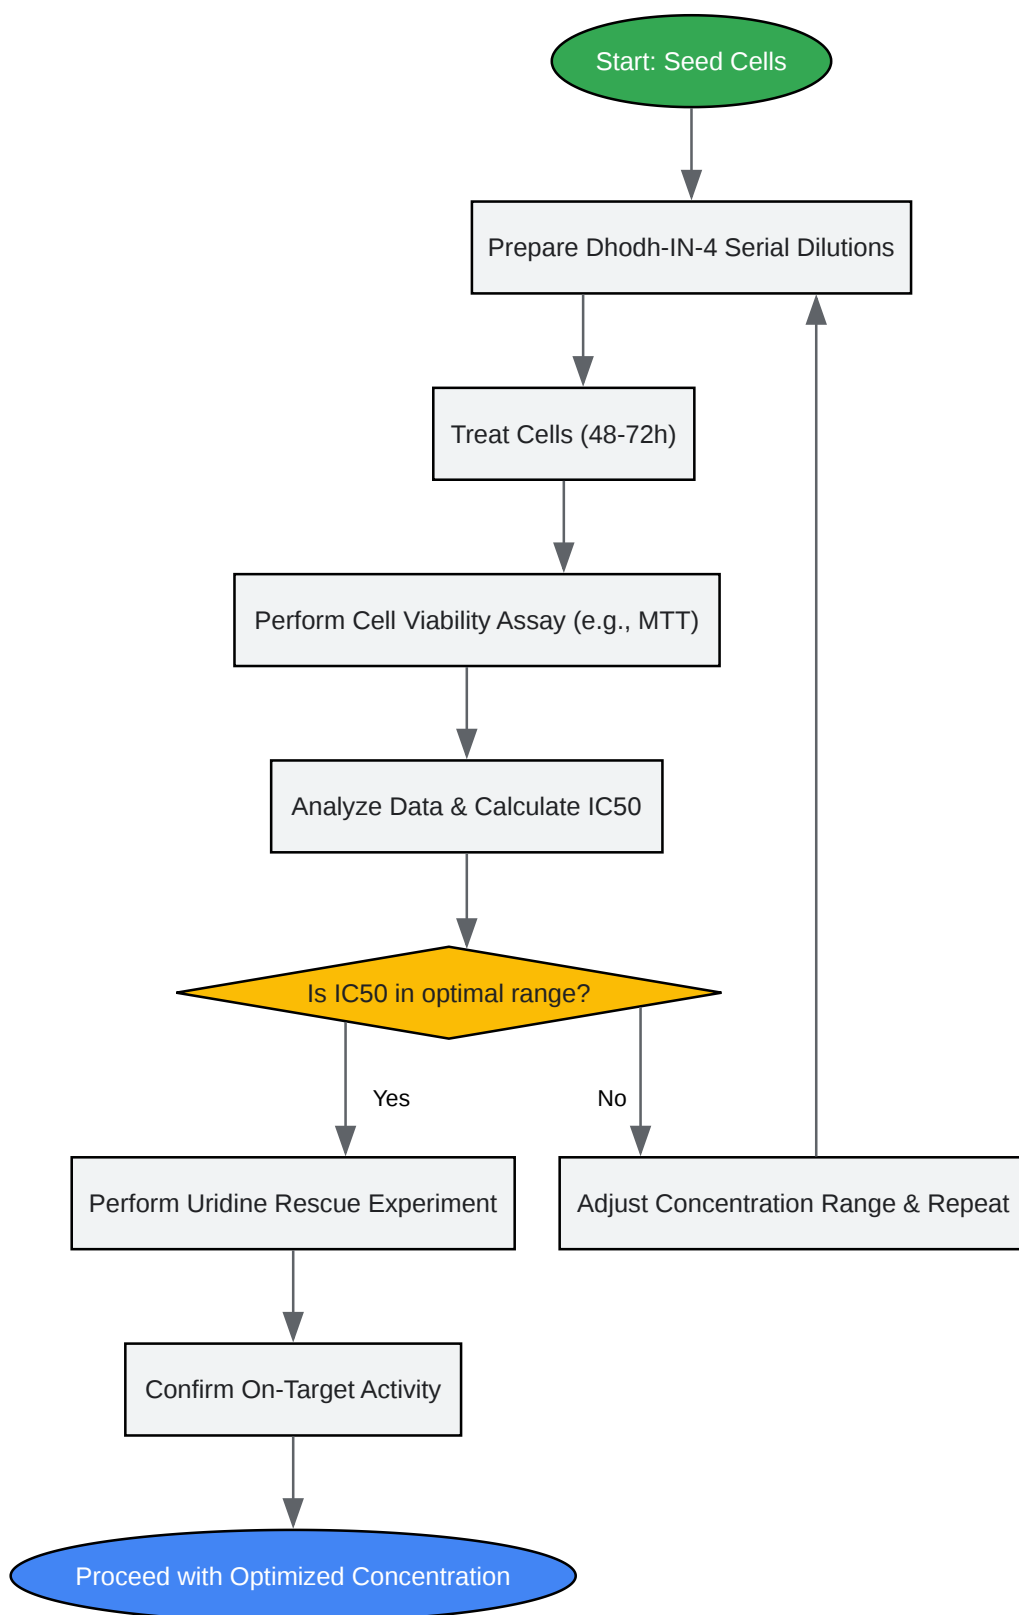 Start: Seed Cells
Prepare Dhodh-IN-4 Serial Dilutions
Treat Cells (48-72h)
Perform Cell Viability Assay (e.g., MTT)
Analyze Data & Calculate IC50
Is IC50 in optimal range?
Yes
No
Perform Uridine Rescue Experiment
Adjust Concentration Range & Repeat
Confirm On-Target Activity
Proceed with Optimized Concentration